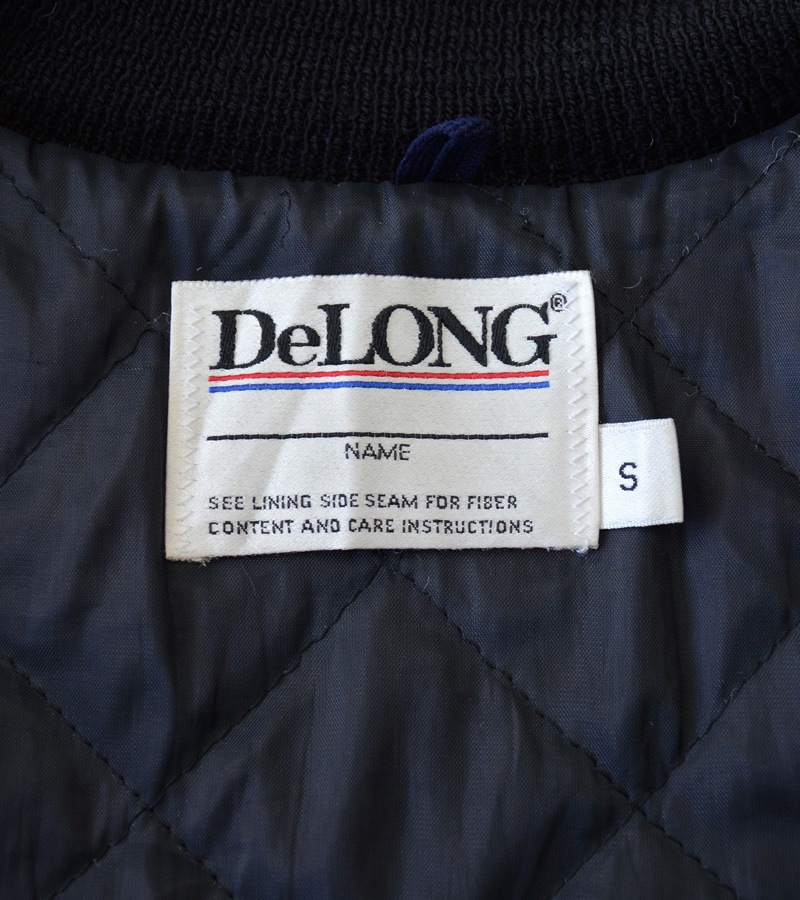 DeLONG®
NAME
SEE LINING SIDE SEAM FOR FIBER
CONTENT AND CARE INSTRUCTIONS
S